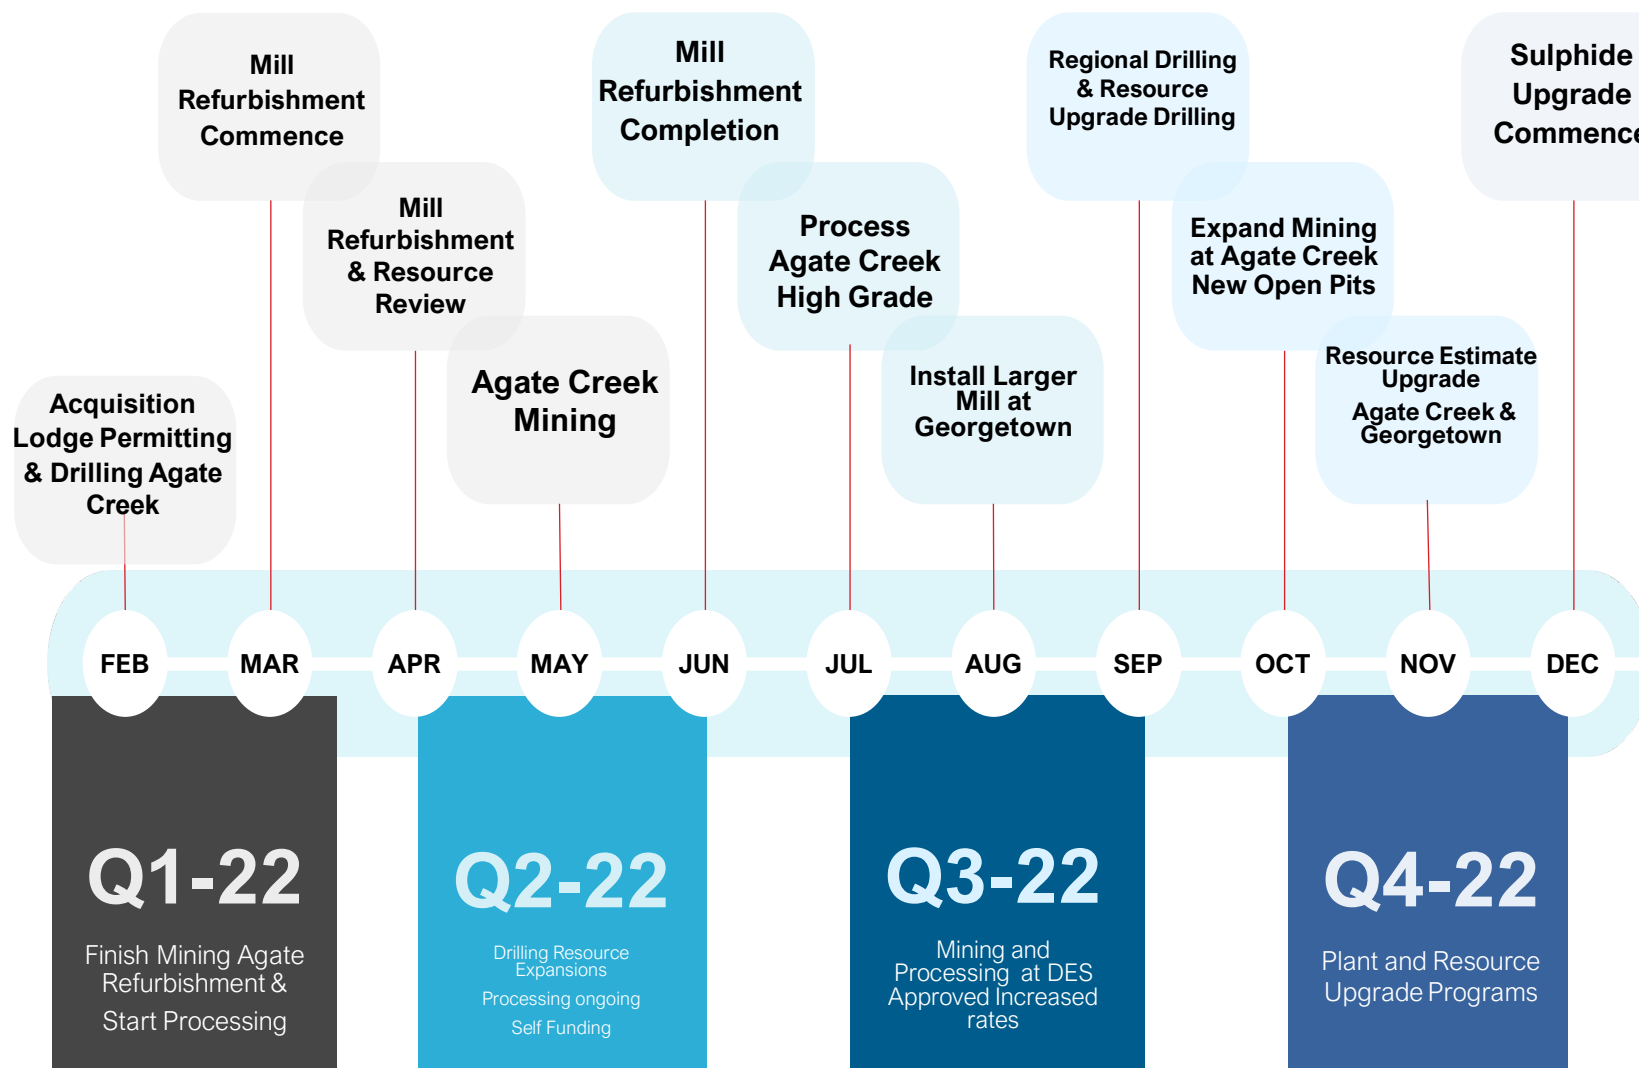 Mill
Refurbishment
Commence
Mill
Refurbishment
& Resource
Review
Acquisition
Lodge Permitting
& Drilling Agate
Creek
Agate Creek
Mining
Mill
Refurbishment
Completion
Process
Agate Creek
High Grade
Install Larger
Mill at
Georgetown
Regional Drilling
& Resource
Upgrade Drilling
Expand Mining
at Agate Creek
New Open Pits
Resource Estimate
Upgrade
Agate Creek &
Georgetown
Sulphide
Upgrade
Commence
FEB MAR APR MAY JUN JUL AUG SEP OCT NOV DEC
Q1-22
Finish Mining Agate
Refurbishment &
Start Processing
Q2-22
Drilling Resource
Expansions
Processing ongoing
Self Funding
Q3-22
Mining and
Processing at DES
Approved Increased
rates
Q4-22
Plant and Resource
Upgrade Programs